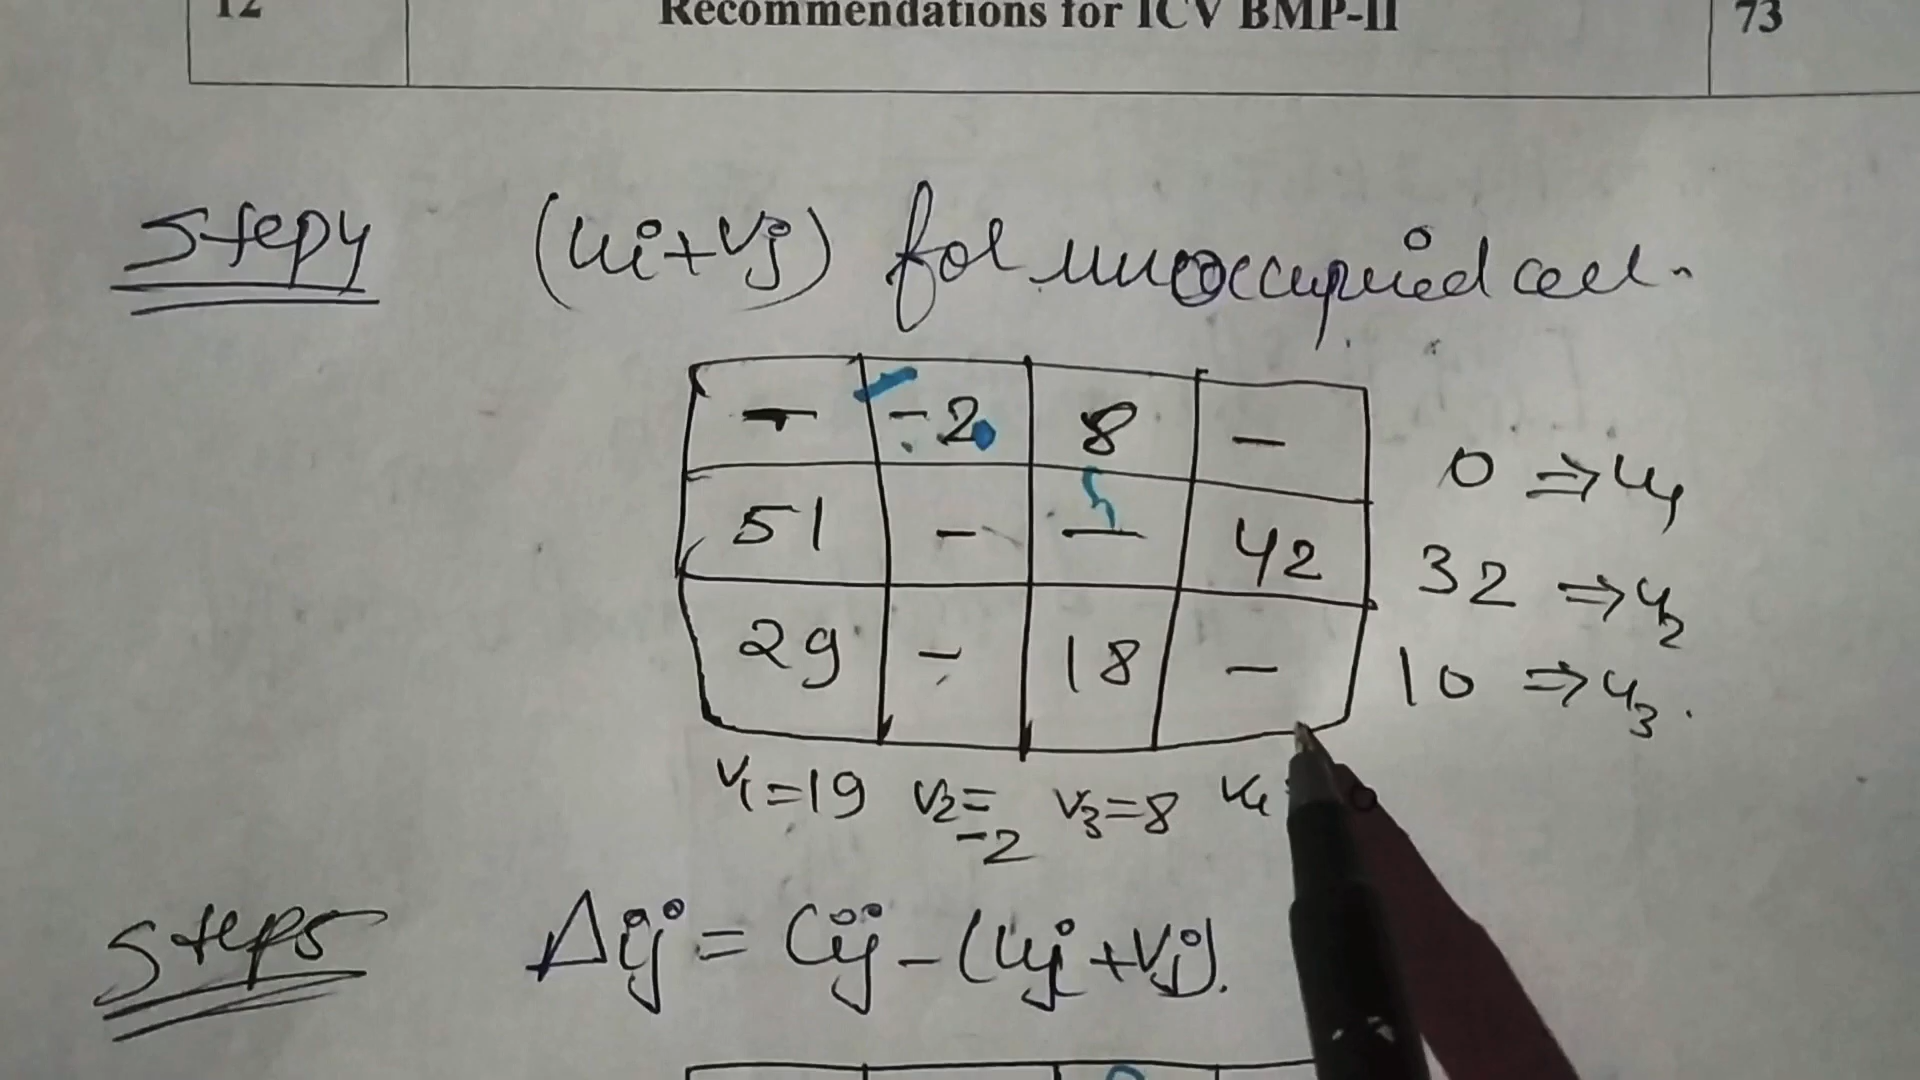 12 Recommendations for ICV BMP-II 73
Step4 (ui+vj) for unoccupied cell.
- -2 8 - 0 ⇒ u1
51 - - 42 32 ⇒ u2
29 - 18 - 10 ⇒ u3.
v1=19 v2=-2 v3=8 v4
Step5 Δij = Cij - (ui+vj).